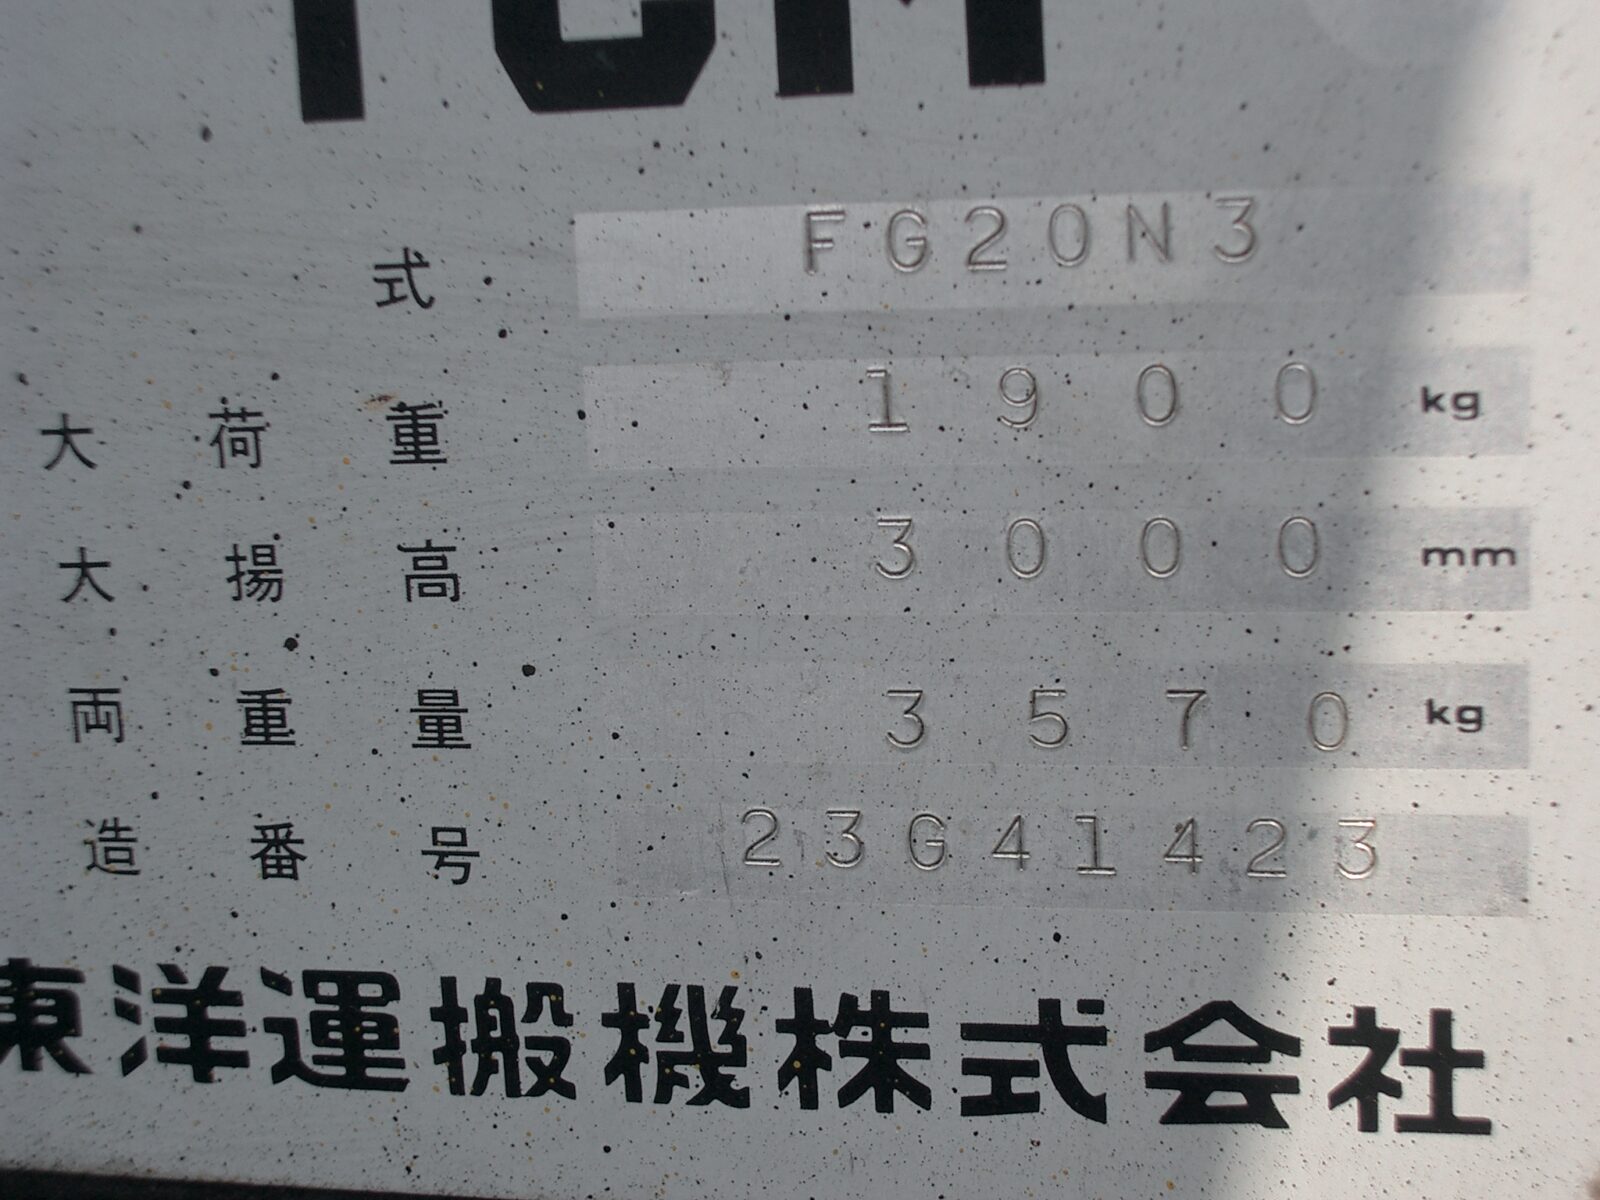 TCM
式 FG20N3
大荷重 1900 kg
大揚高 3000 mm
両重量 3570 kg
造番号 23G41423
東洋運搬機株式会社